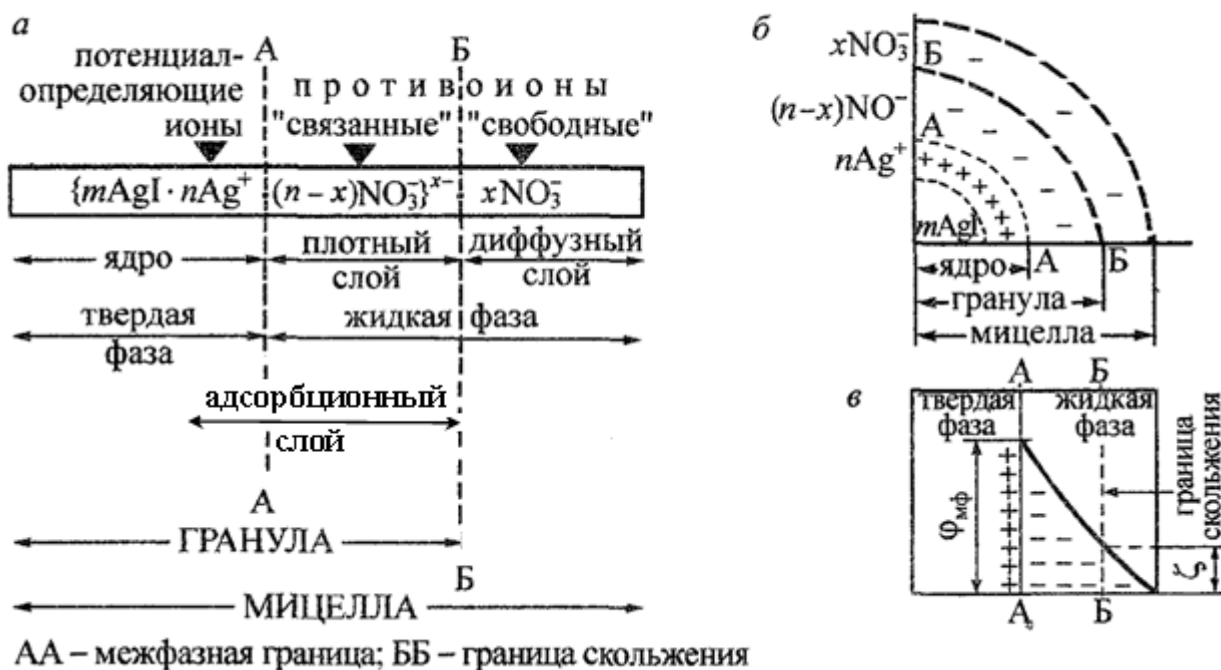 а
потенциал-
определяющие
ионы
А
Б
противоионы
"связанные" "свободные"
{mAgI · nAg⁺ (n – x)NO₃⁻}ˣ⁻ xNO₃⁻
ядро
плотный
слой
диффузный
слой
твердая
фаза
жидкая фаза
адсорбционный
слой
А
ГРАНУЛА
Б
МИЦЕЛЛА
АА – межфазная граница; ББ – граница скольжения
б
xNO₃⁻
Б
(n–x)NO⁻
А
nAg⁺
mAgI
ядро
А
Б
гранула
мицелла
в
А
Б
твердая
фаза
жидкая
фаза
φмф
граница
скольжения
ζ
А
Б